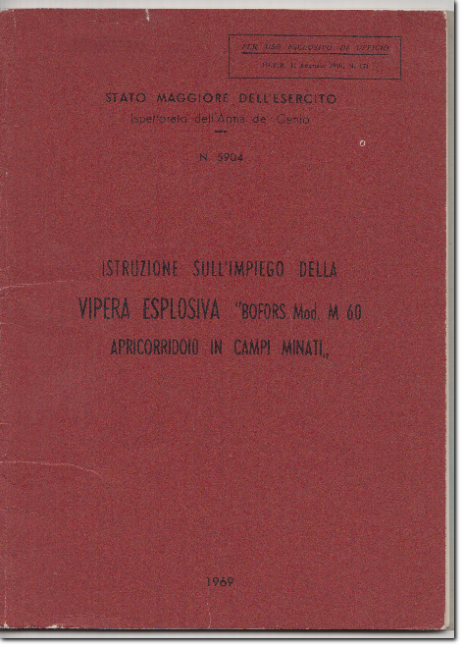 PER USO ESCLUSIVO DI UFFICIO
STATO MAGGIORE DELL'ESERCITO
Ispettorato dell'Arma del Genio
N. 5904
ISTRUZIONE SULL'IMPIEGO DELLA
VIPERA ESPLOSIVA "BOFORS Mod. M 60
APRICORRIDOIO IN CAMPI MINATI„
1969